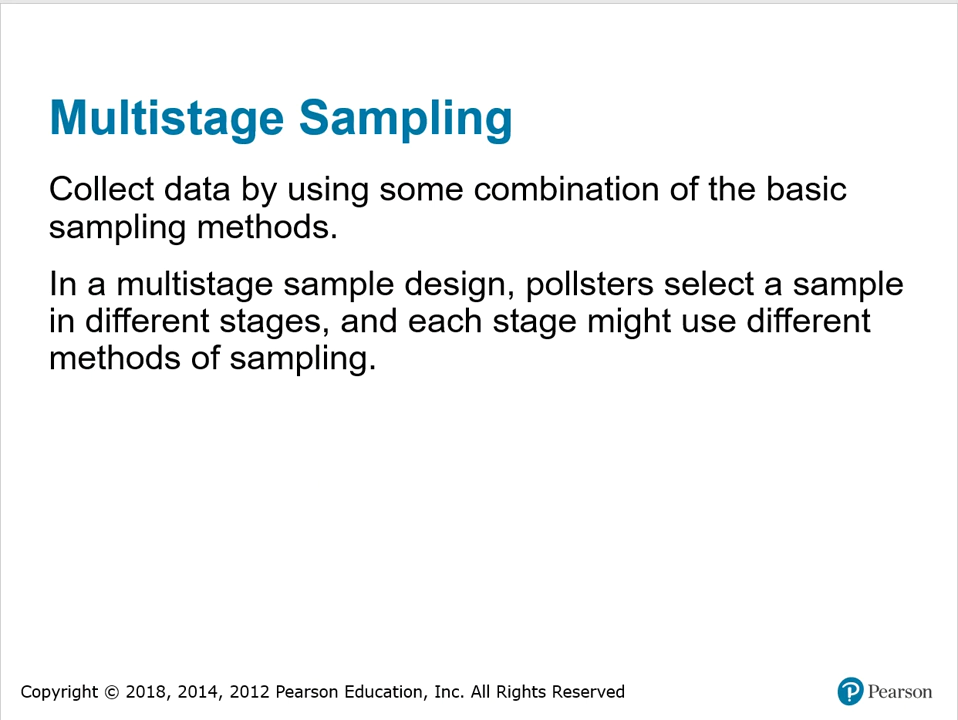 Multistage Sampling
Collect data by using some combination of the basic
sampling methods.
In a multistage sample design, pollsters select a sample
in different stages, and each stage might use different
methods of sampling.
Copyright © 2018, 2014, 2012 Pearson Education, Inc. All Rights Reserved
P Pearson